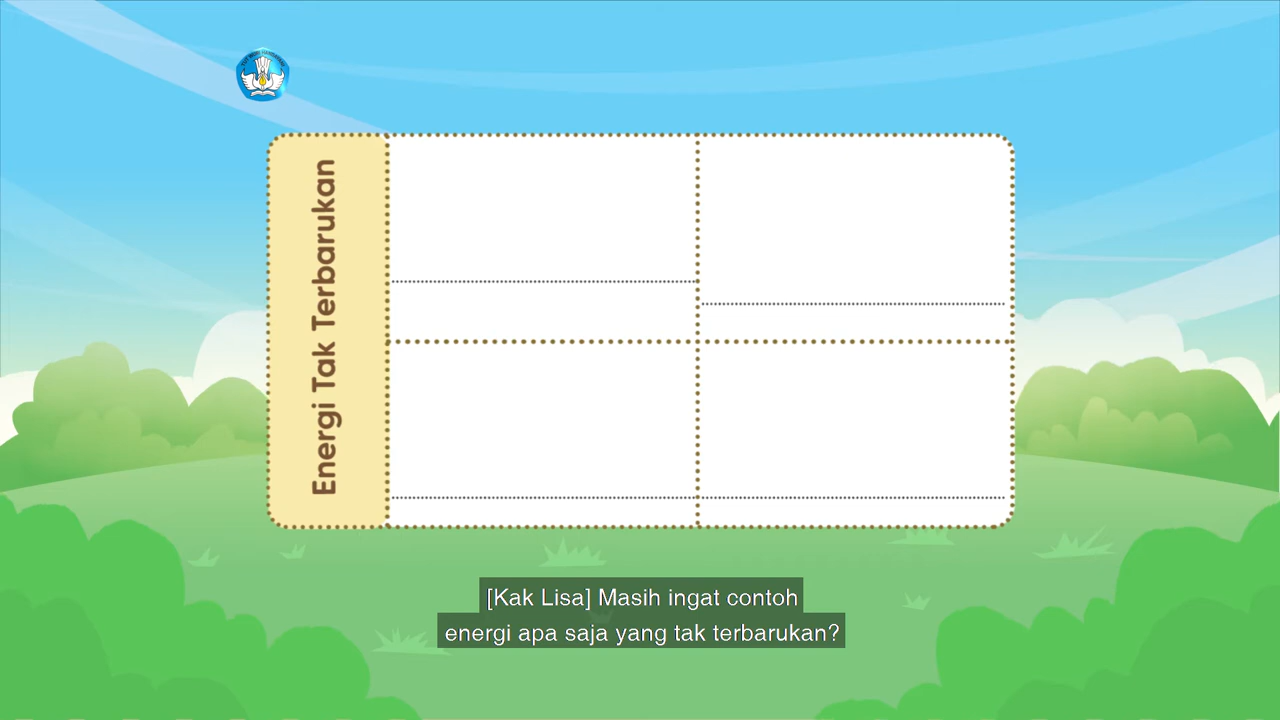 Energi Tak Terbarukan
[Kak Lisa] Masih ingat contoh
energi apa saja yang tak terbarukan?